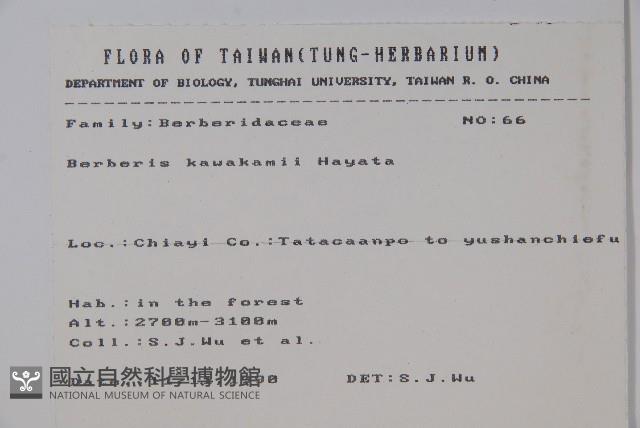 FLORA OF TAIWAN(TUNG-HERBARIUM)
DEPARTMENT OF BIOLOGY, TUNGHAI UNIVERSITY, TAIWAN R. O. CHINA
Family:Berberidaceae NO:66
Berberis kawakamii Hayata
Loc.:Chiayi Co.:Tatacaanpo to yushanchiefu
Hab.:in the forest
Alt.:2700m-3100m
Coll.:S.J.Wu et al.
DET:S.J.Wu
國立自然科學博物館
NATIONAL MUSEUM OF NATURAL SCIENCE